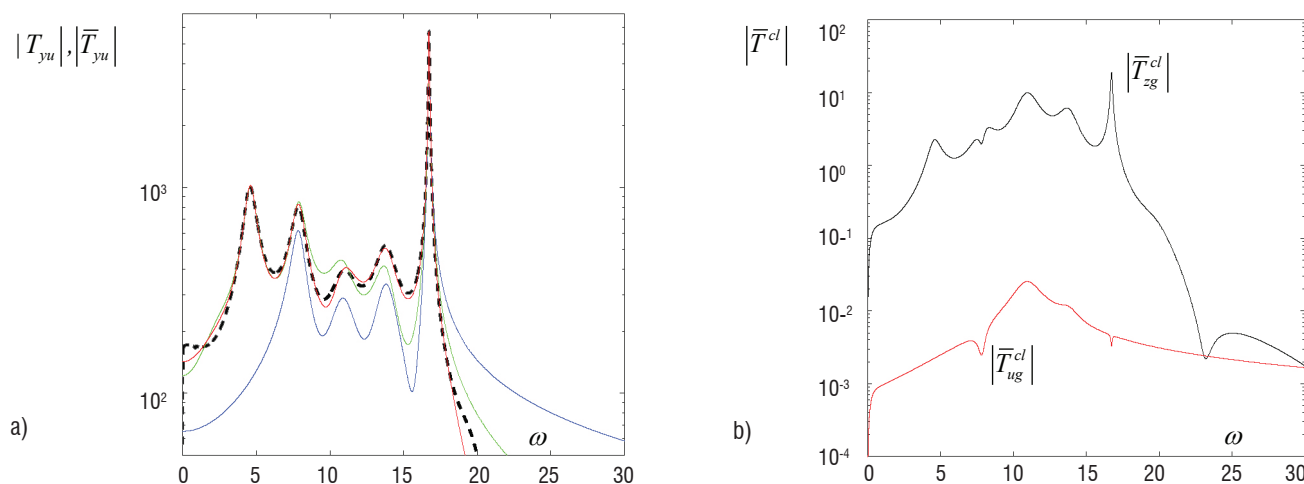 |T_yu|, |T̅_yu|
10³
10²
a)
ω
0 5 10 15 20 25 30
|T̅^cl|
10²
10¹
10⁰
10⁻¹
10⁻²
10⁻³
10⁻⁴
|T̅_zg^cl|
|T̅_ug^cl|
b)
ω
0 5 10 15 20 25 30